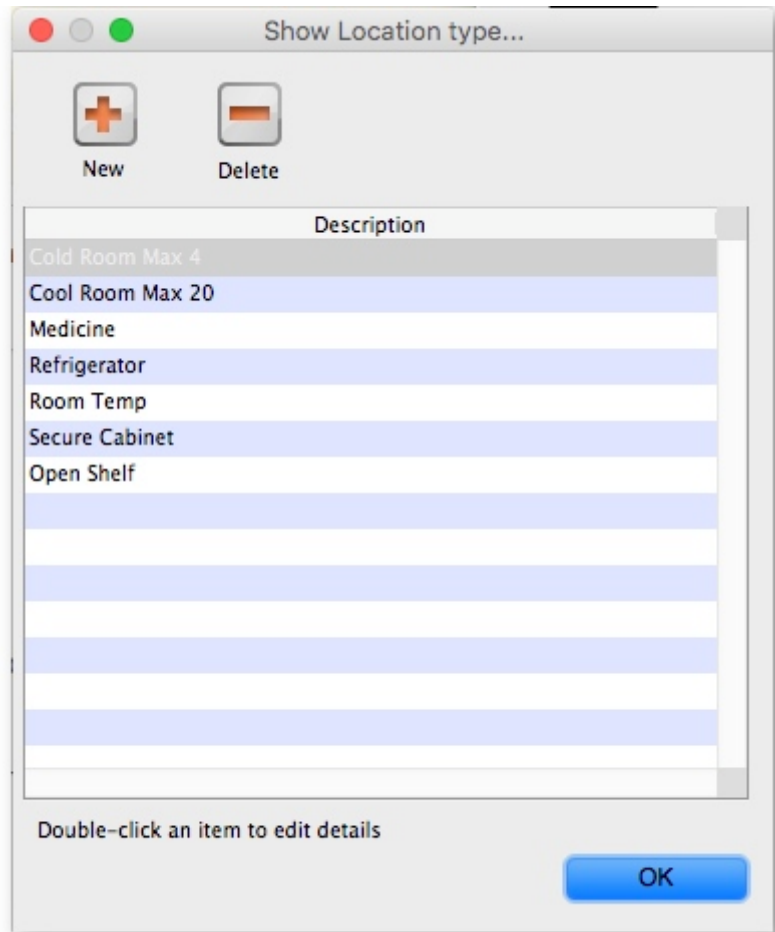 Show Location type...
New Delete
Description
Cold Room Max 4
Cool Room Max 20
Medicine
Refrigerator
Room Temp
Secure Cabinet
Open Shelf
Double-click an item to edit details
OK